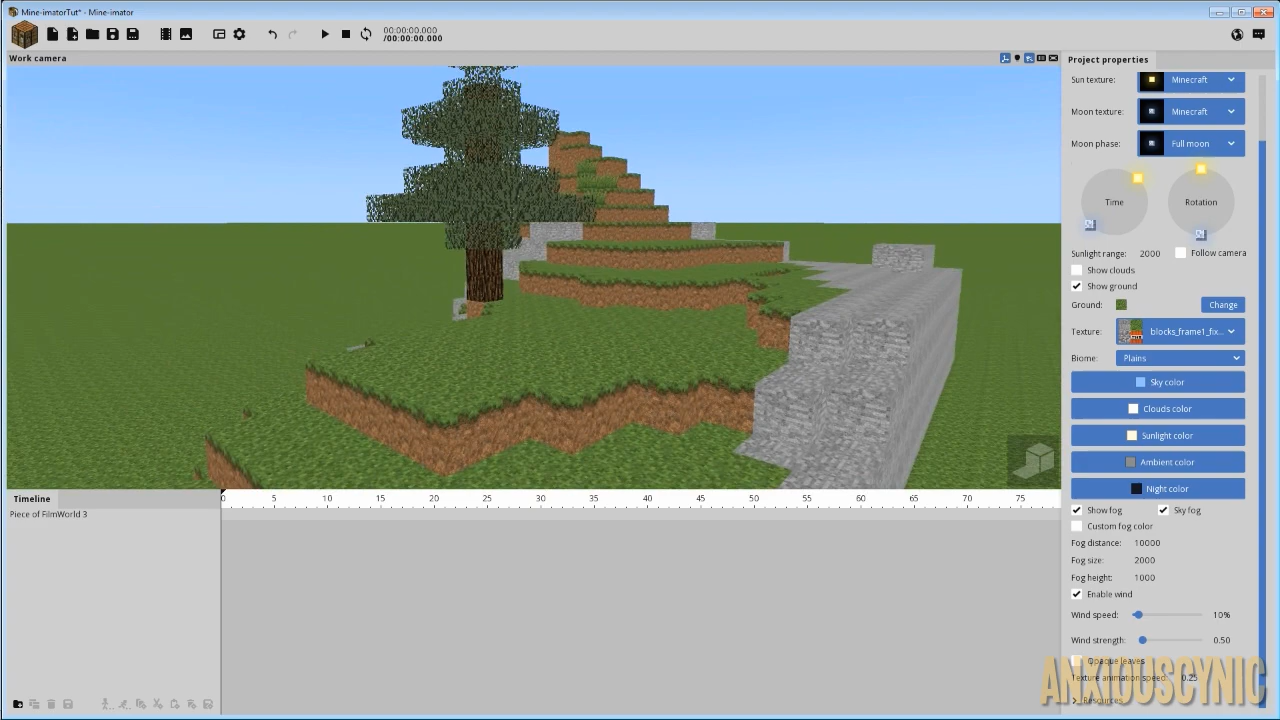 Mine-imatorTut* - Mine-imator
00:00:00.000
/00:00:00.000
Work camera
Project properties
Sun texture: Minecraft
Moon texture: Minecraft
Moon phase: Full moon
Time Rotation
Sunlight range: 2000 Follow camera
Show clouds
Show ground
Ground: Change
Texture: blocks_frame1_fix...
Biome: Plains
Sky color
Clouds color
Sunlight color
Ambient color
Night color
Show fog Sky fog
Custom fog color
Fog distance: 10000
Fog size: 2000
Fog height: 1000
Enable wind
Wind speed: 10%
Wind strength: 0.50
Opaque leaves
Texture animation speed: 0.25
Resources
ANXIOUSCYNIC
Timeline
0 5 10 15 20 25 30 35 40 45 50 55 60 65 70 75
Piece of FilmWorld 3